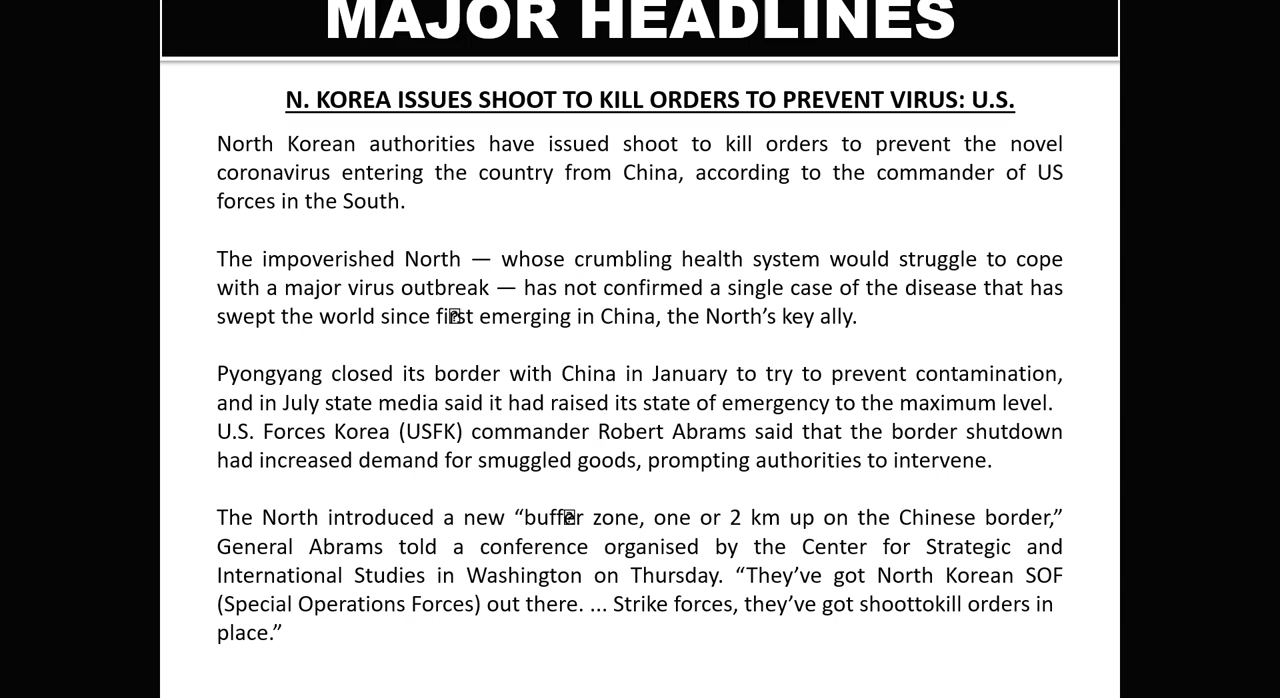 MAJOR HEADLINES
N. KOREA ISSUES SHOOT TO KILL ORDERS TO PREVENT VIRUS: U.S.
North Korean authorities have issued shoot to kill orders to prevent the novel
coronavirus entering the country from China, according to the commander of US
forces in the South.
The impoverished North — whose crumbling health system would struggle to cope
with a major virus outbreak — has not confirmed a single case of the disease that has
swept the world since first emerging in China, the North’s key ally.
Pyongyang closed its border with China in January to try to prevent contamination,
and in July state media said it had raised its state of emergency to the maximum level.
U.S. Forces Korea (USFK) commander Robert Abrams said that the border shutdown
had increased demand for smuggled goods, prompting authorities to intervene.
The North introduced a new “buffer zone, one or 2 km up on the Chinese border,”
General Abrams told a conference organised by the Center for Strategic and
International Studies in Washington on Thursday. “They’ve got North Korean SOF
(Special Operations Forces) out there. ... Strike forces, they’ve got shoottokill orders in
place.”